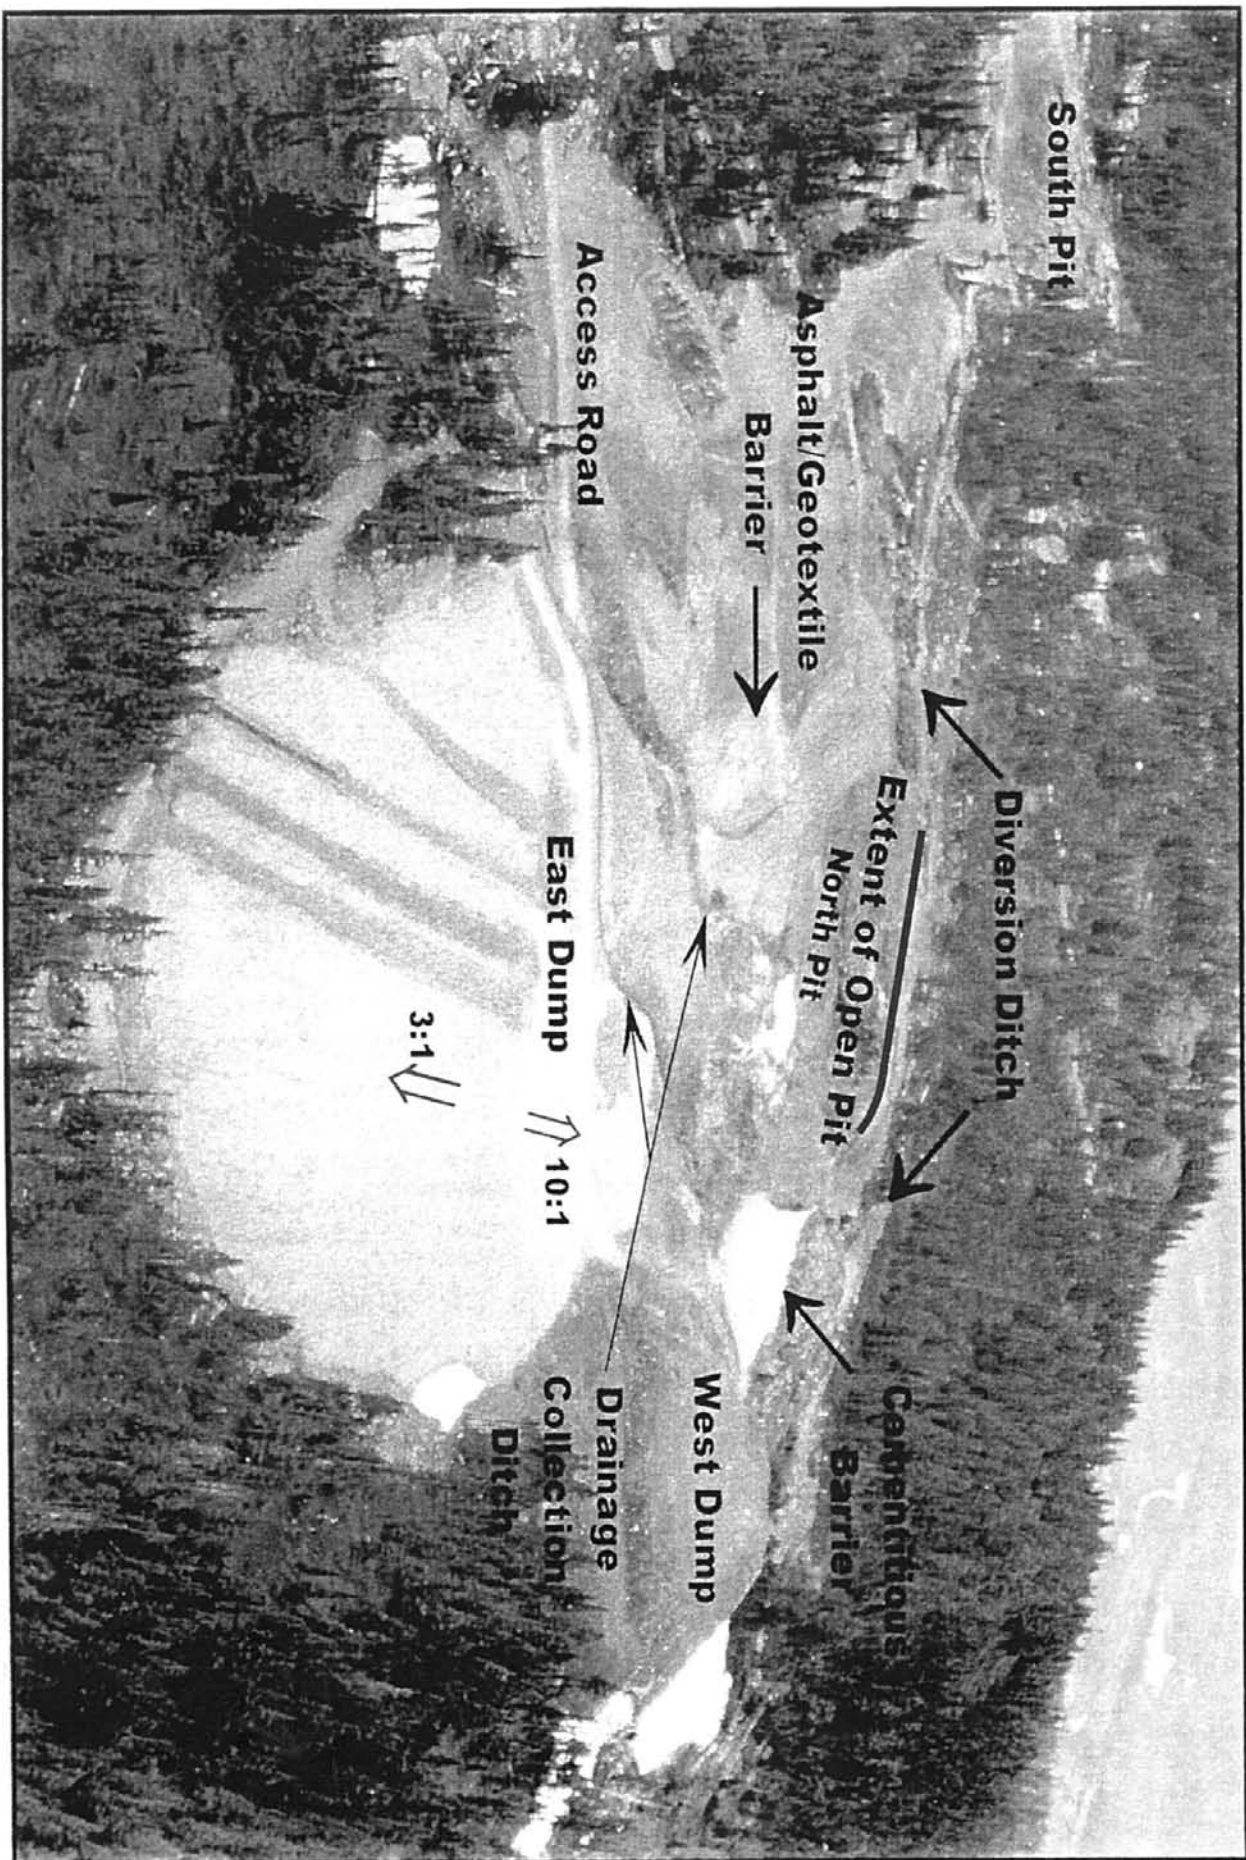 South Pit
Diversion Ditch
Extent of Open Pit
North Pit
Asphalt/Geotextile
Barrier
Cementitious
Barrier
Access Road
West Dump
East Dump
Drainage
Collection
Ditch
10:1
3:1